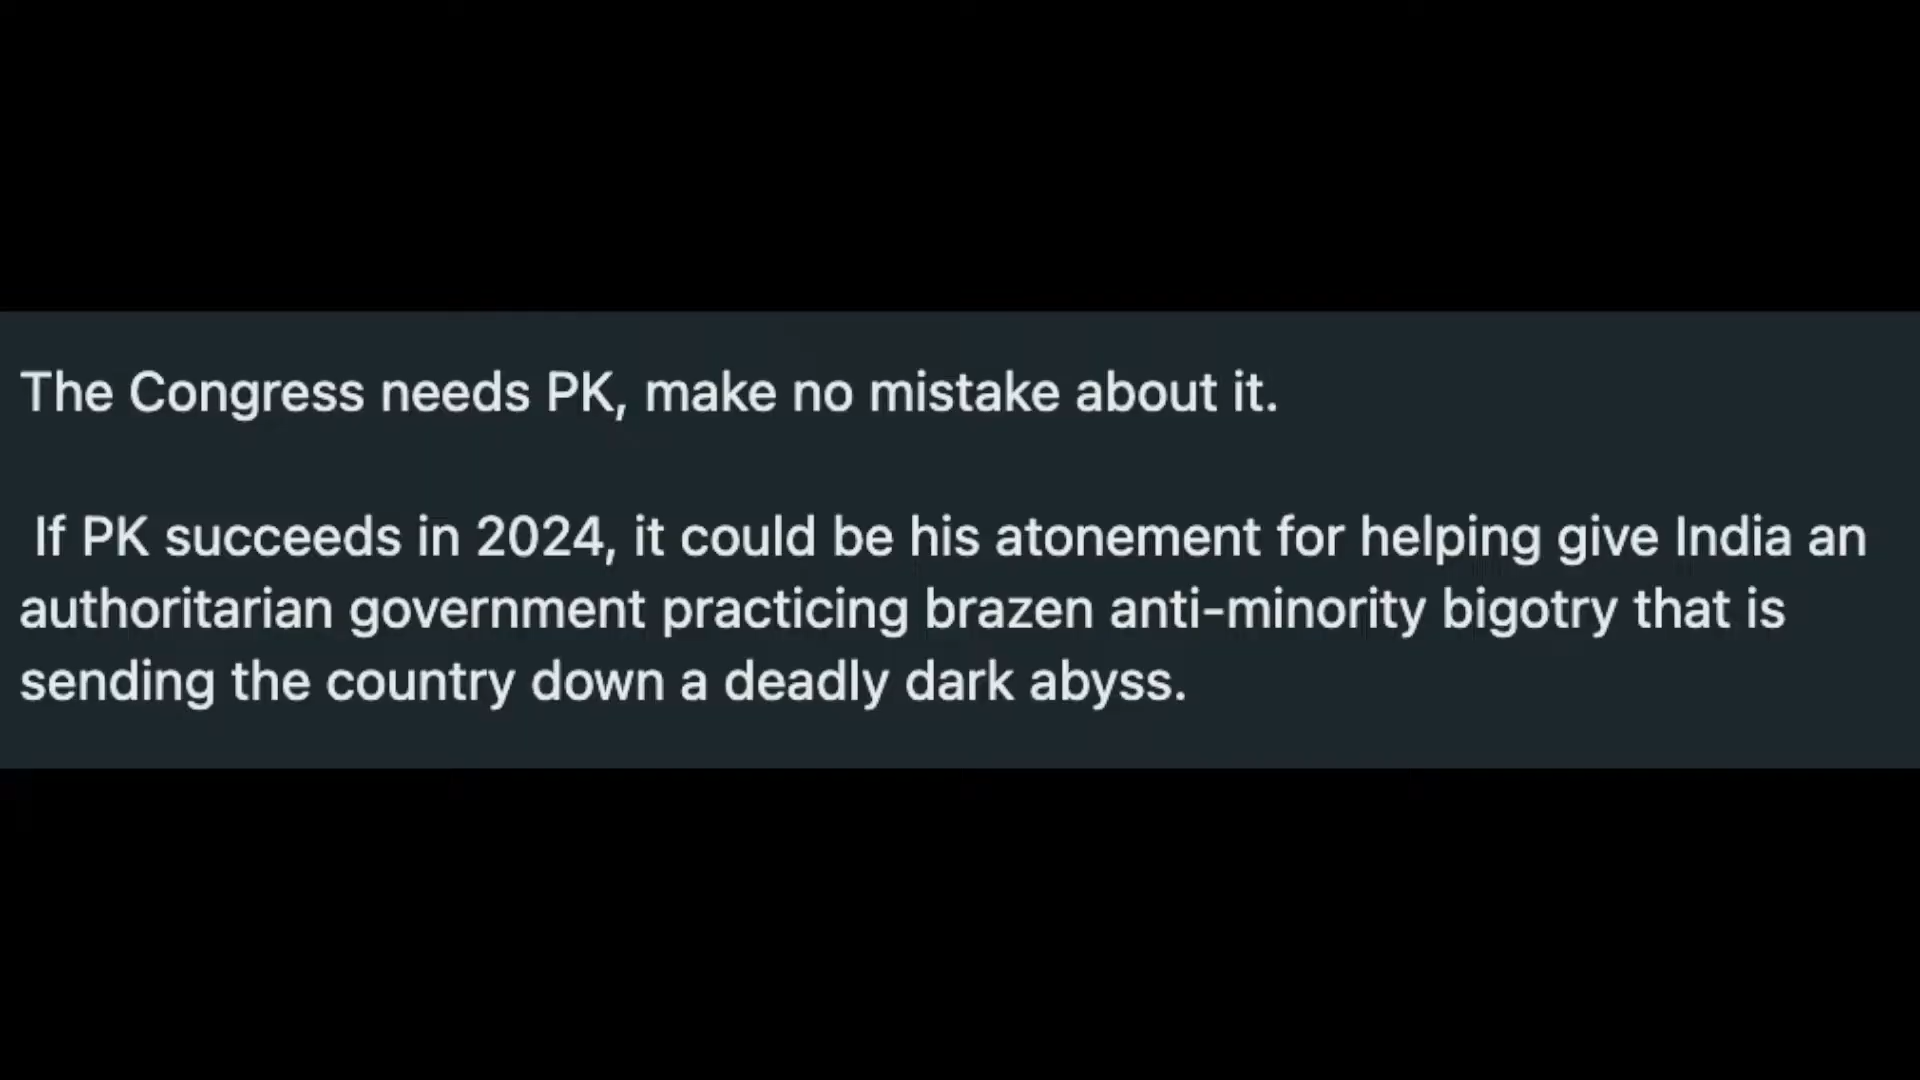 The Congress needs PK, make no mistake about it.
If PK succeeds in 2024, it could be his atonement for helping give India an
authoritarian government practicing brazen anti-minority bigotry that is
sending the country down a deadly dark abyss.